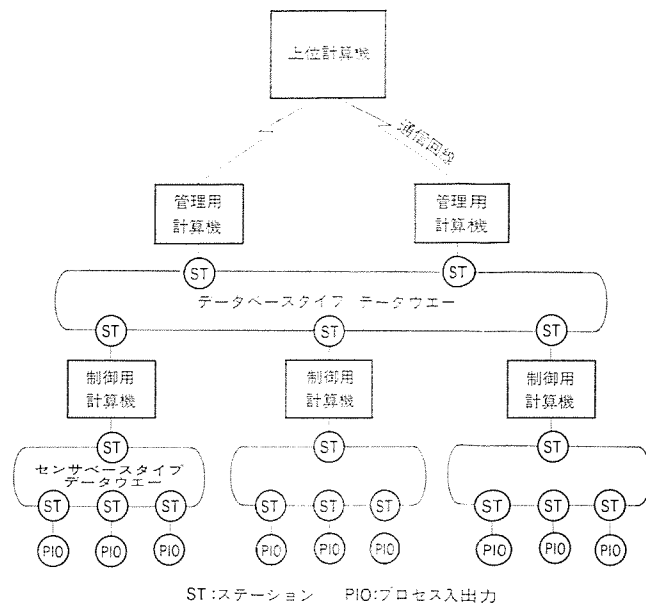 上位計算機
通信回線
管理用
計算機
管理用
計算機
ST
ST
データベースタイプ データウエー
ST
ST
ST
制御用
計算機
制御用
計算機
制御用
計算機
ST
ST
ST
センサベースタイプ
データウエー
ST
ST
ST
ST
ST
ST
ST
ST
ST
PIO
PIO
PIO
PIO
PIO
PIO
PIO
PIO
PIO
ST:ステーション PIO:プロセス入出力